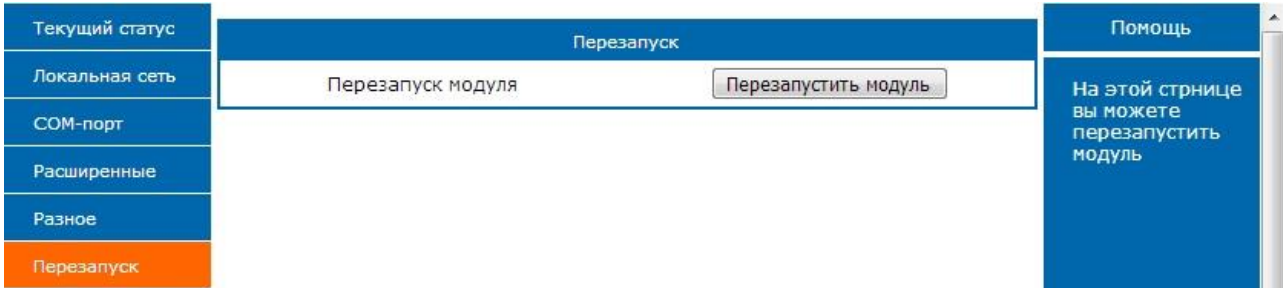 Текущий статус
Локальная сеть
COM-порт
Расширенные
Разное
Перезапуск
Перезапуск
Перезапуск модуля
Перезапустить модуль
Помощь
На этой стрнице
вы можете
перезапустить
модуль